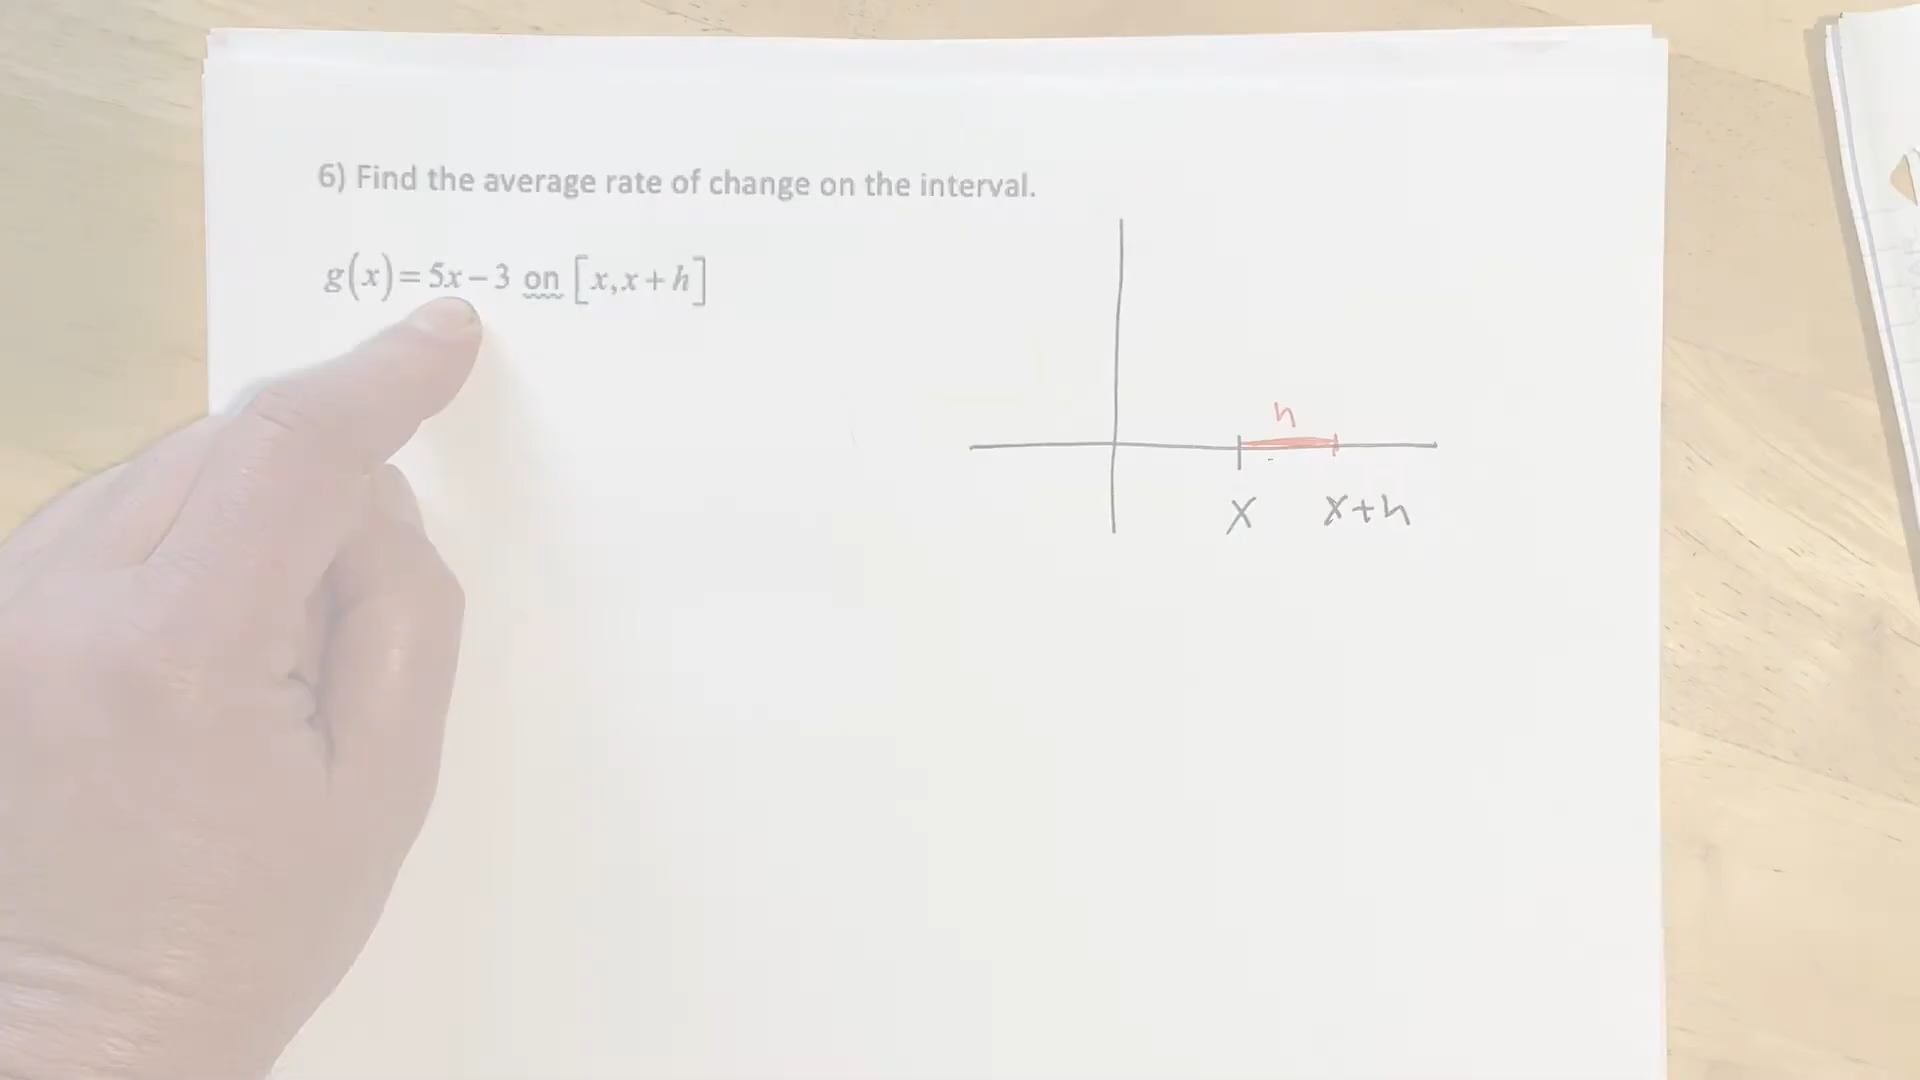 6) Find the average rate of change on the interval.
g(x)=5x-3 on [x,x+h]
h
x x+h